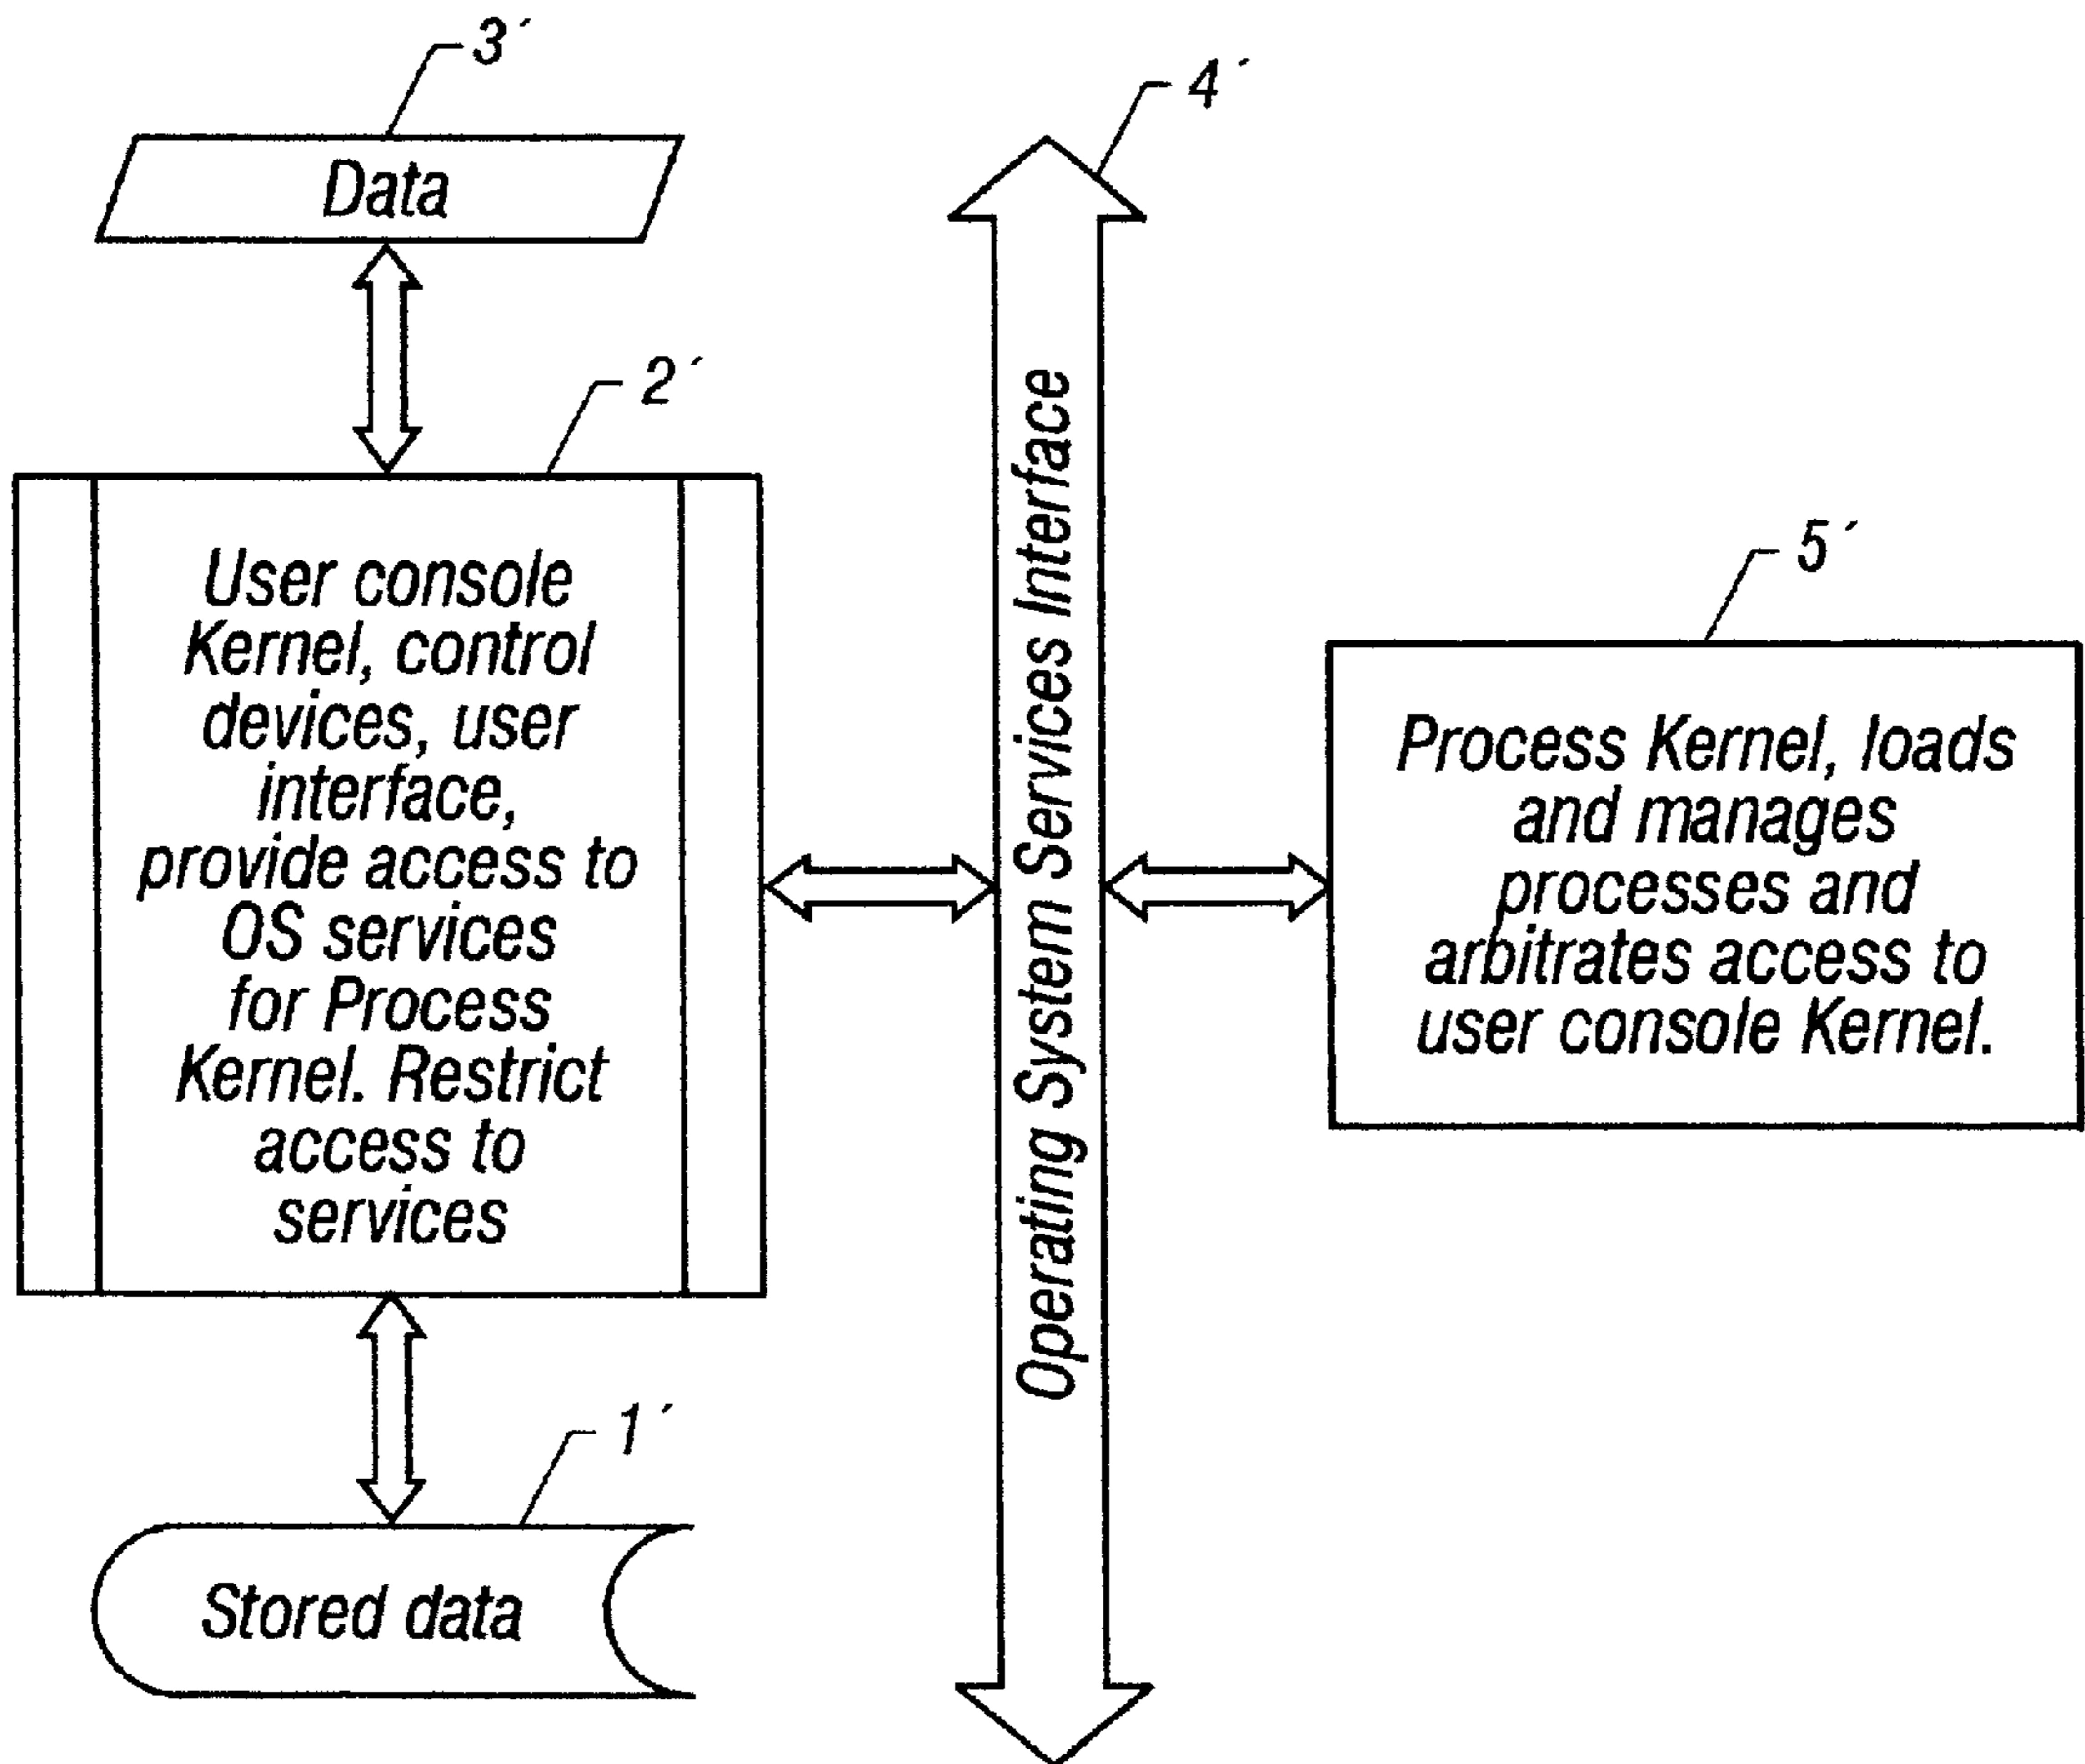 3´
Data
4´
2´
User console
Kernel, control
devices, user
interface,
provide access to
OS services
for Process
Kernel. Restrict
access to
services
Operating System Services Interface
5´
Process Kernel, loads
and manages
processes and
arbitrates access to
user console Kernel.
1´
Stored data